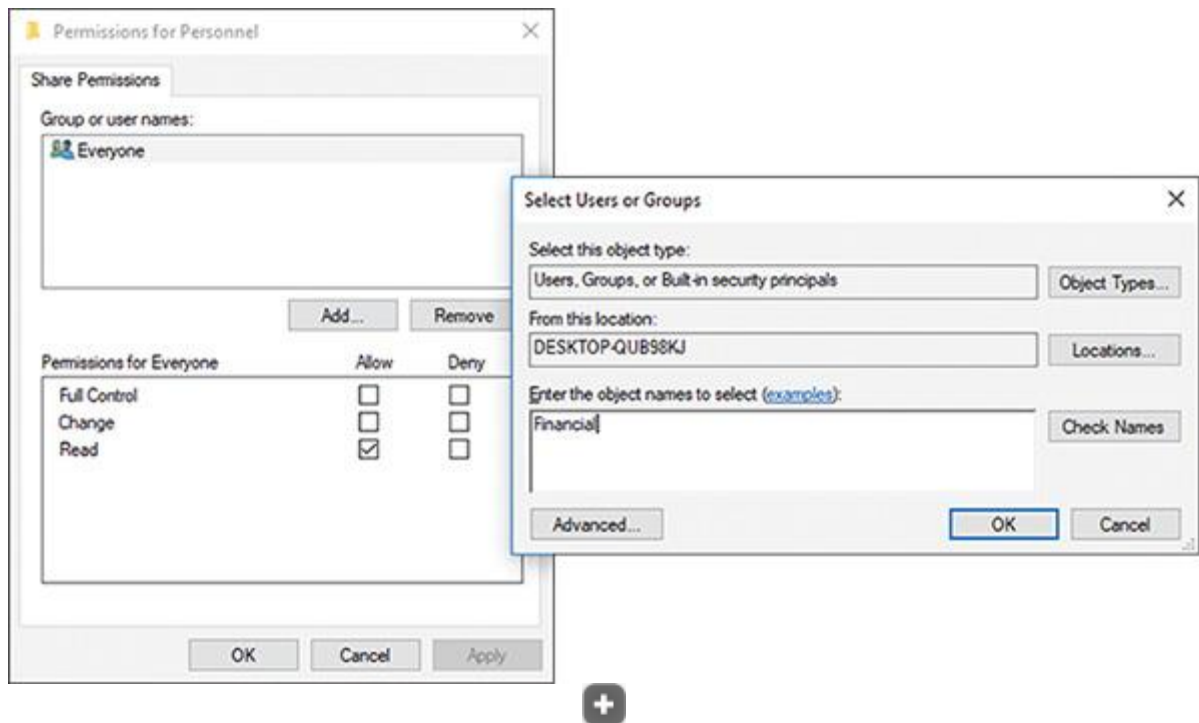 Permissions for Personnel
Share Permissions
Group or user names:
Everyone
Add...
Remove
Permissions for Everyone Allow Deny
Full Control
Change
Read
OK
Cancel
Apply
Select Users or Groups
Select this object type:
Users, Groups, or Built-in security principals
Object Types...
From this location:
DESKTOP-QUB98KJ
Locations...
Enter the object names to select (examples):
Financial
Check Names
Advanced...
OK
Cancel